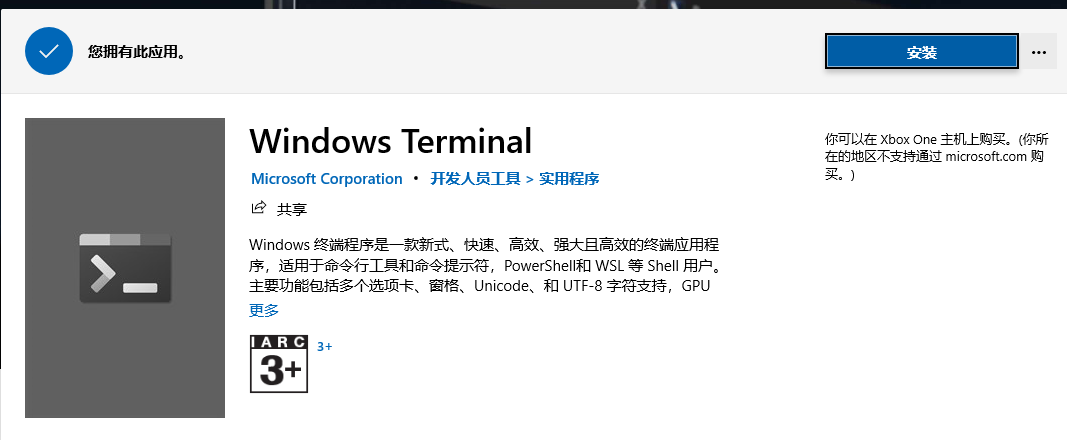 您拥有此应用。
安装
Windows Terminal
Microsoft Corporation • 开发人员工具 > 实用程序
共享
Windows 终端程序是一款新式、快速、高效、强大且高效的终端应用程
序，适用于命令行工具和命令提示符，PowerShell和 WSL 等 Shell 用户。
主要功能包括多个选项卡、窗格、Unicode、和 UTF-8 字符支持，GPU
更多
IARC
3+
3+
你可以在 Xbox One 主机上购买。(你所
在的地区不支持通过 microsoft.com 购
买。)